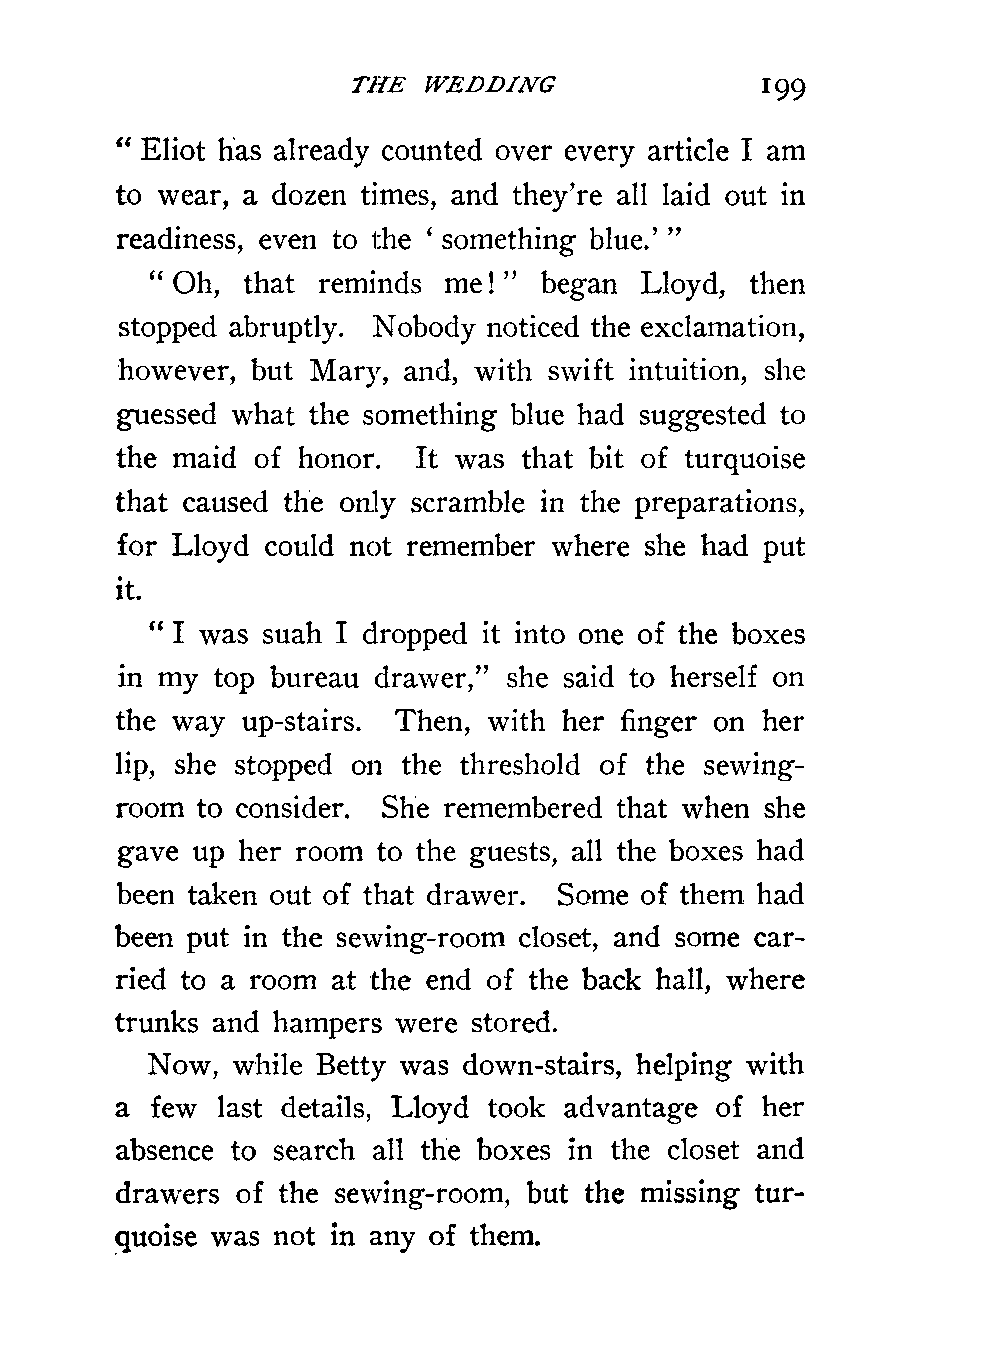 THE WEDDING 199
“ Eliot has already counted over every article I am
to wear, a dozen times, and they’re all laid out in
readiness, even to the ‘ something blue.’ ”
“ Oh, that reminds me! ” began Lloyd, then
stopped abruptly. Nobody noticed the exclamation,
however, but Mary, and, with swift intuition, she
guessed what the something blue had suggested to
the maid of honor. It was that bit of turquoise
that caused the only scramble in the preparations,
for Lloyd could not remember where she had put
it.
“ I was suah I dropped it into one of the boxes
in my top bureau drawer,” she said to herself on
the way up-stairs. Then, with her finger on her
lip, she stopped on the threshold of the sewing-
room to consider. She remembered that when she
gave up her room to the guests, all the boxes had
been taken out of that drawer. Some of them had
been put in the sewing-room closet, and some car-
ried to a room at the end of the back hall, where
trunks and hampers were stored.
Now, while Betty was down-stairs, helping with
a few last details, Lloyd took advantage of her
absence to search all the boxes in the closet and
drawers of the sewing-room, but the missing tur-
quoise was not in any of them.